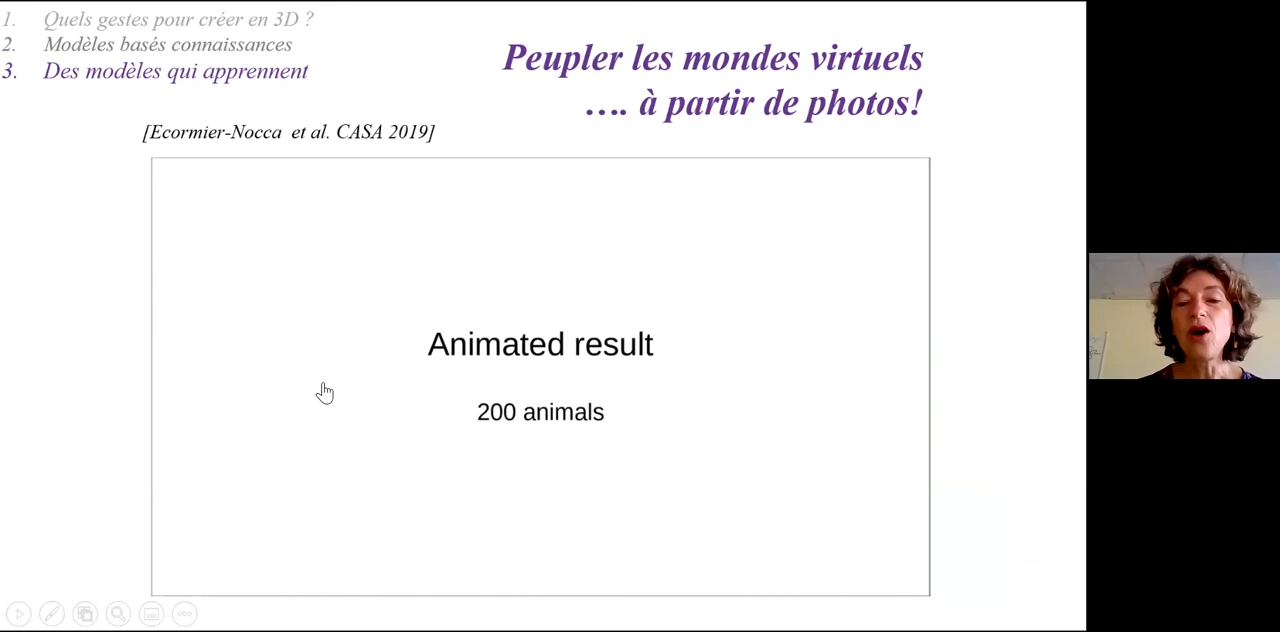 1. Quels gestes pour créer en 3D ?
2. Modèles basés connaissances
3. Des modèles qui apprennent
Peupler les mondes virtuels
…. à partir de photos!
[Ecormier-Nocca et al. CASA 2019]
Animated result
200 animals